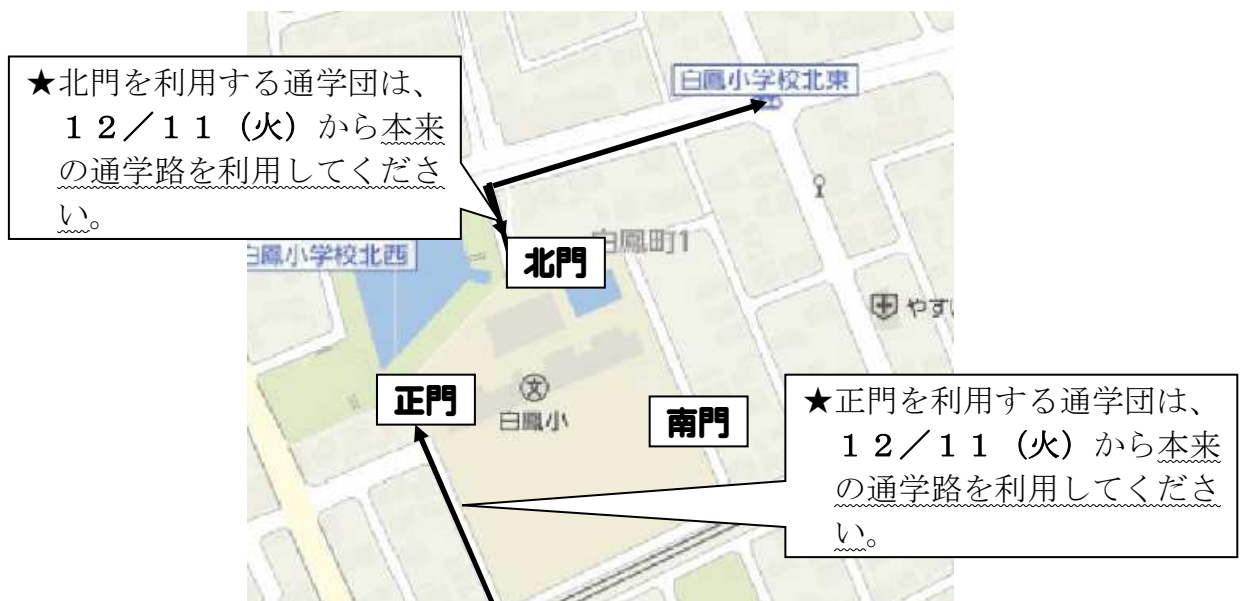 ★北門を利用する通学団は、
１２／１１（火）から本来
の通学路を利用してくださ
い。
白鳳小学校北東
白鳳町1
白鳳小学校北西
北門
やすい
正門
文
白鳳小
南門
★正門を利用する通学団は、
１２／１１（火）から本来
の通学路を利用してくださ
い。